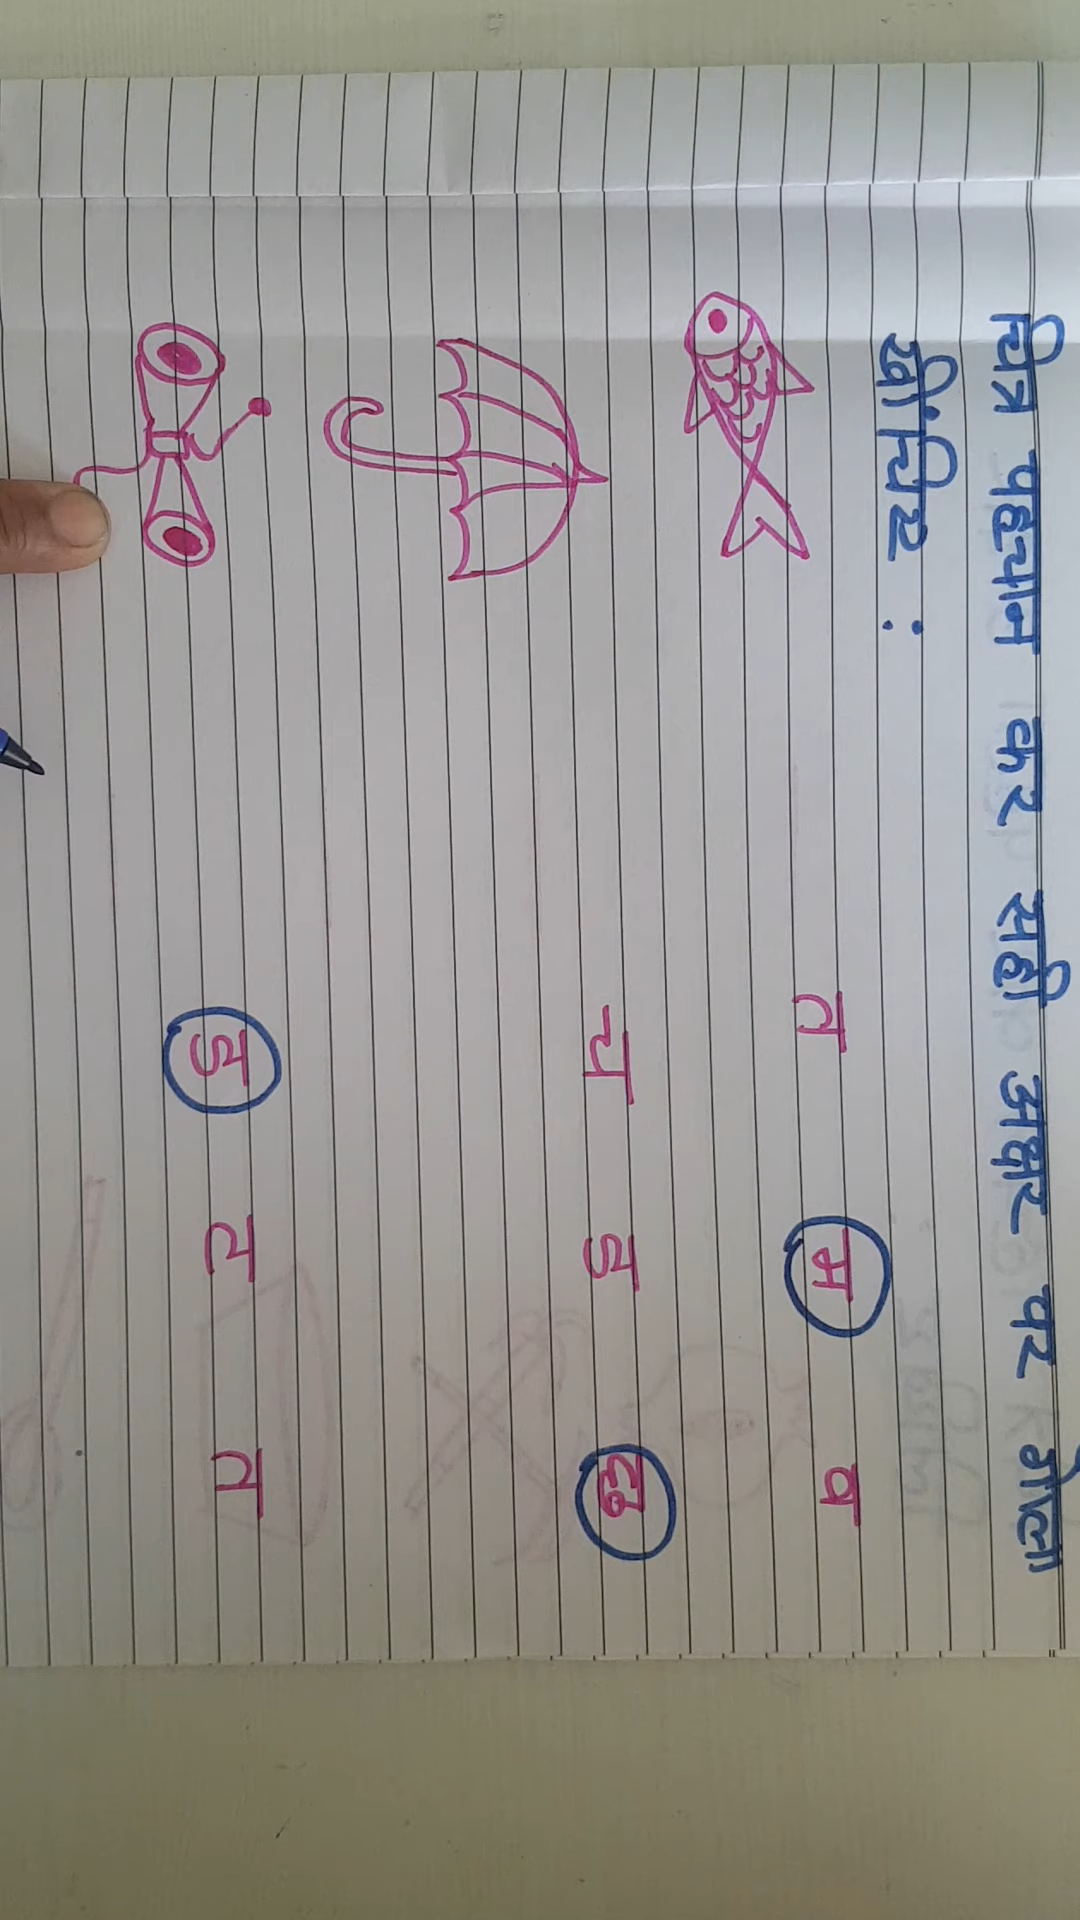 चित्र पहचान कर सही अक्षर पर गोला
खींचिए :
त म व
च ड छ
ड ट त